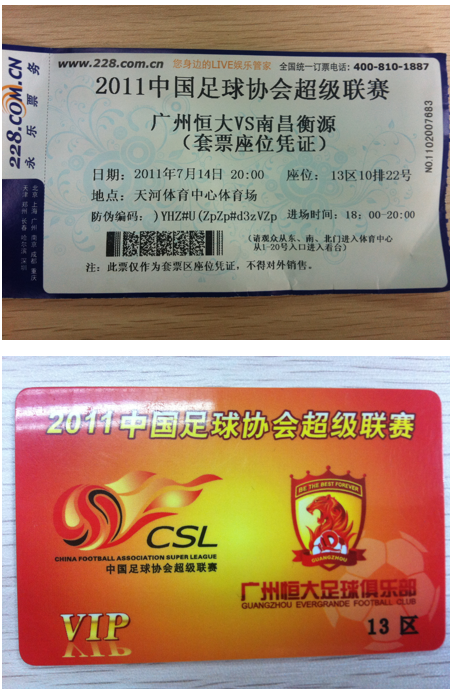 www.228.com.cn 您身边的LIVE娱乐管家 全国统一订票电话：400-810-1887
2011中国足球协会超级联赛
广州恒大VS南昌衡源
（套票座位凭证）
日期：2011年7月14日 20:00 座位：13区10排22号
地点：天河体育中心体育场
防伪编码：)YHZ#U(ZpZp#d3zVZp 进场时间：18：00-20:00
（请观众从东、南、北门进入体育中心
从1-20号入口进入看台）
注：此票仅作为套票区座位凭证，不得对外销售。
228.COM.CN
永乐票务
北京 上海 广州 南京 成都 重庆
天津 郑州 长春 哈尔滨 深圳
NO.1102007683
2011中国足球协会超级联赛
CSL
CHINA FOOTBALL ASSOCIATION SUPER LEAGUE
中国足球协会超级联赛
BE THE BEST FOREVER
GUANGZHOU
广州恒大足球俱乐部
GUANGZHOU EVERGRANDE FOOTBALL CLUB
VIP
13 区